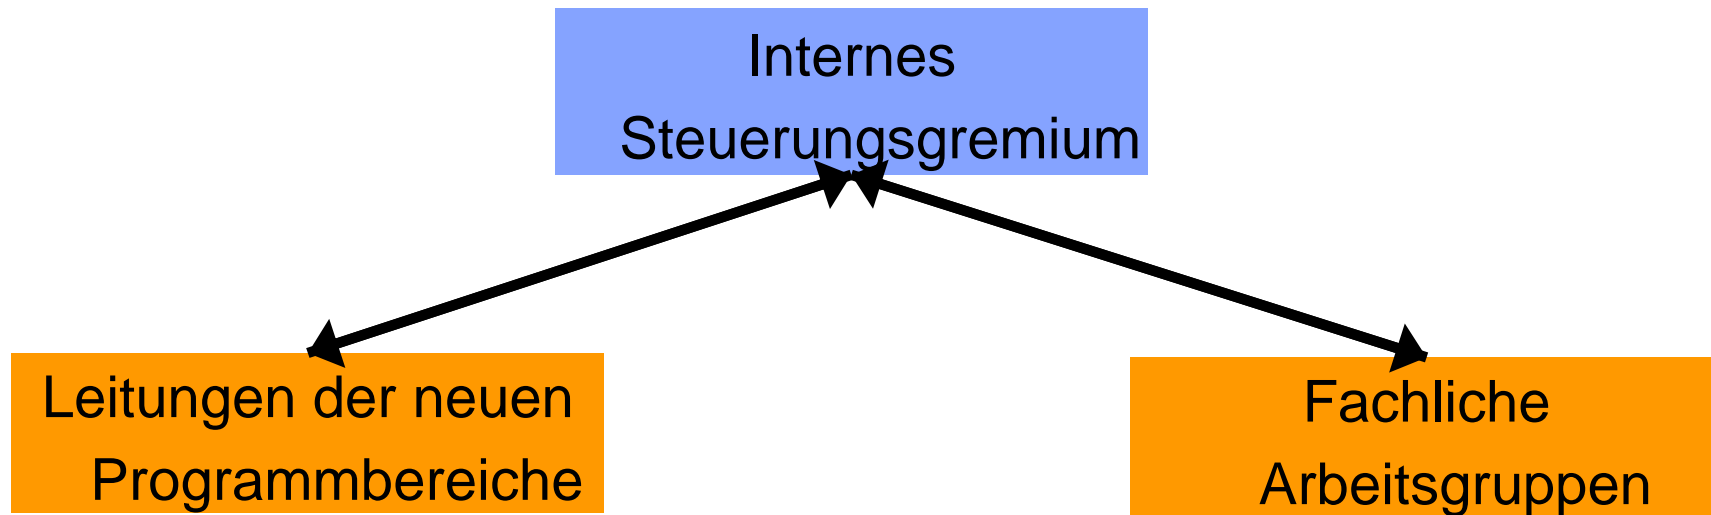 Internes
Steuerungsgremium
Leitungen der neuen
Programmbereiche
Fachliche
Arbeitsgruppen